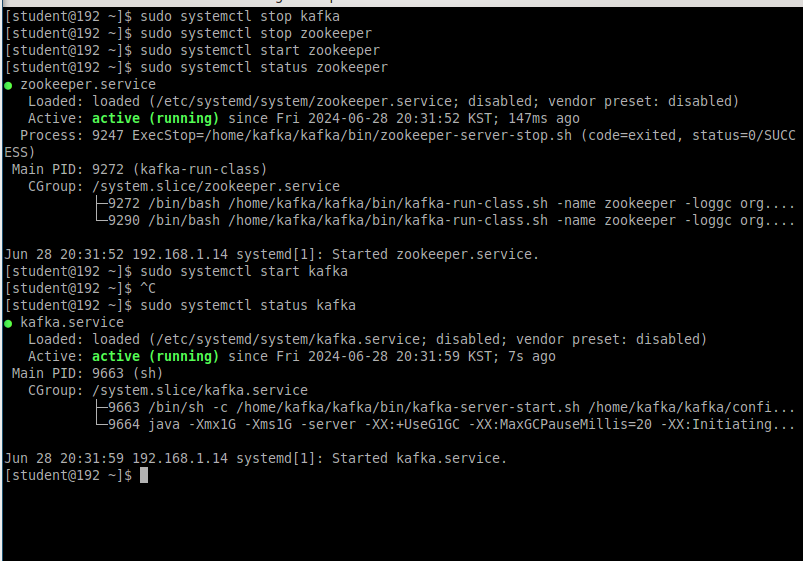 [student@192 ~]$ sudo systemctl stop kafka
[student@192 ~]$ sudo systemctl stop zookeeper
[student@192 ~]$ sudo systemctl start zookeeper
[student@192 ~]$ sudo systemctl status zookeeper
● zookeeper.service
   Loaded: loaded (/etc/systemd/system/zookeeper.service; disabled; vendor preset: disabled)
   Active: active (running) since Fri 2024-06-28 20:31:52 KST; 147ms ago
  Process: 9247 ExecStop=/home/kafka/kafka/bin/zookeeper-server-stop.sh (code=exited, status=0/SUCC
ESS)
 Main PID: 9272 (kafka-run-class)
   CGroup: /system.slice/zookeeper.service
           ├─9272 /bin/bash /home/kafka/kafka/bin/kafka-run-class.sh -name zookeeper -loggc org....
           └─9290 /bin/bash /home/kafka/kafka/bin/kafka-run-class.sh -name zookeeper -loggc org....
Jun 28 20:31:52 192.168.1.14 systemd[1]: Started zookeeper.service.
[student@192 ~]$ sudo systemctl start kafka
[student@192 ~]$ ^C
[student@192 ~]$ sudo systemctl status kafka
● kafka.service
   Loaded: loaded (/etc/systemd/system/kafka.service; disabled; vendor preset: disabled)
   Active: active (running) since Fri 2024-06-28 20:31:59 KST; 7s ago
 Main PID: 9663 (sh)
   CGroup: /system.slice/kafka.service
           ├─9663 /bin/sh -c /home/kafka/kafka/bin/kafka-server-start.sh /home/kafka/kafka/confi...
           └─9664 java -Xmx1G -Xms1G -server -XX:+UseG1GC -XX:MaxGCPauseMillis=20 -XX:Initiating...
Jun 28 20:31:59 192.168.1.14 systemd[1]: Started kafka.service.
[student@192 ~]$